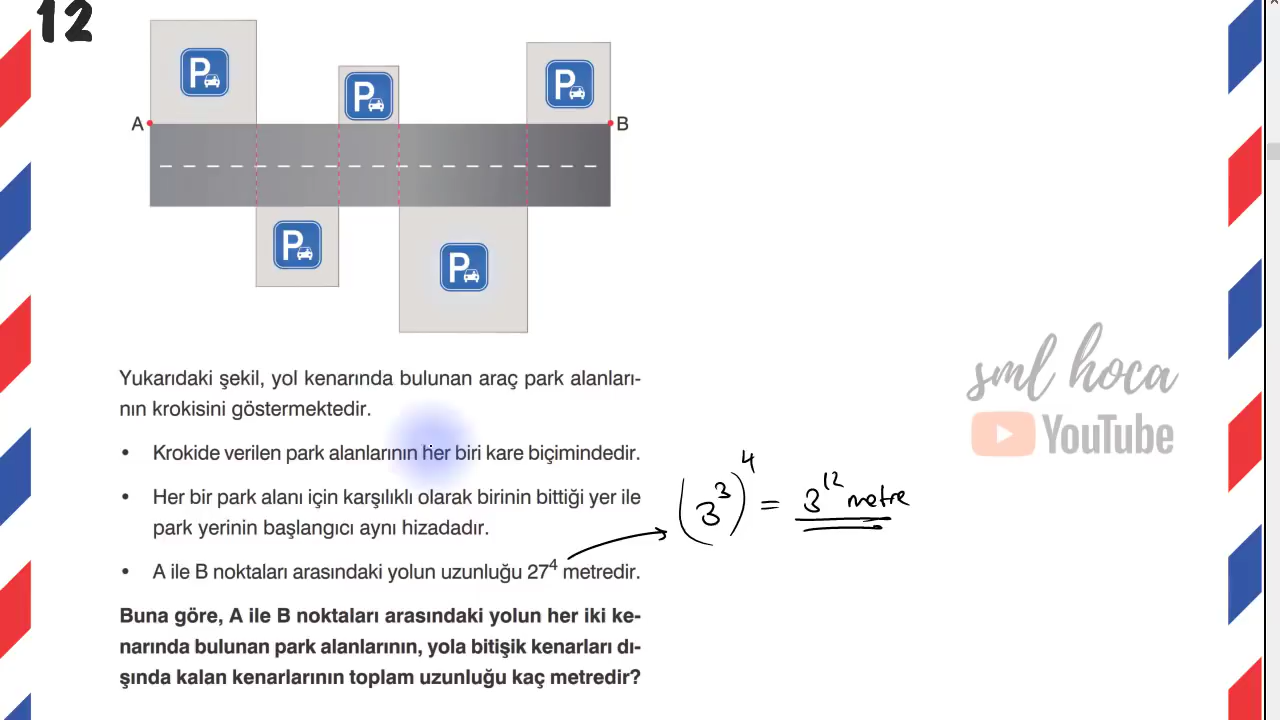 12
P
P
P
A
B
P
P
Yukarıdaki şekil, yol kenarında bulunan araç park alanları-
nın krokisini göstermektedir.
• Krokide verilen park alanlarının her biri kare biçimindedir.
• Her bir park alanı için karşılıklı olarak birinin bittiği yer ile
park yerinin başlangıcı aynı hizadadır.
• A ile B noktaları arasındaki yolun uzunluğu 27⁴ metredir.
(3³)⁴ = 3¹² metre
Buna göre, A ile B noktaları arasındaki yolun her iki ke-
narında bulunan park alanlarının, yola bitişik kenarları dı-
şında kalan kenarlarının toplam uzunluğu kaç metredir?
sml hoca
YouTube